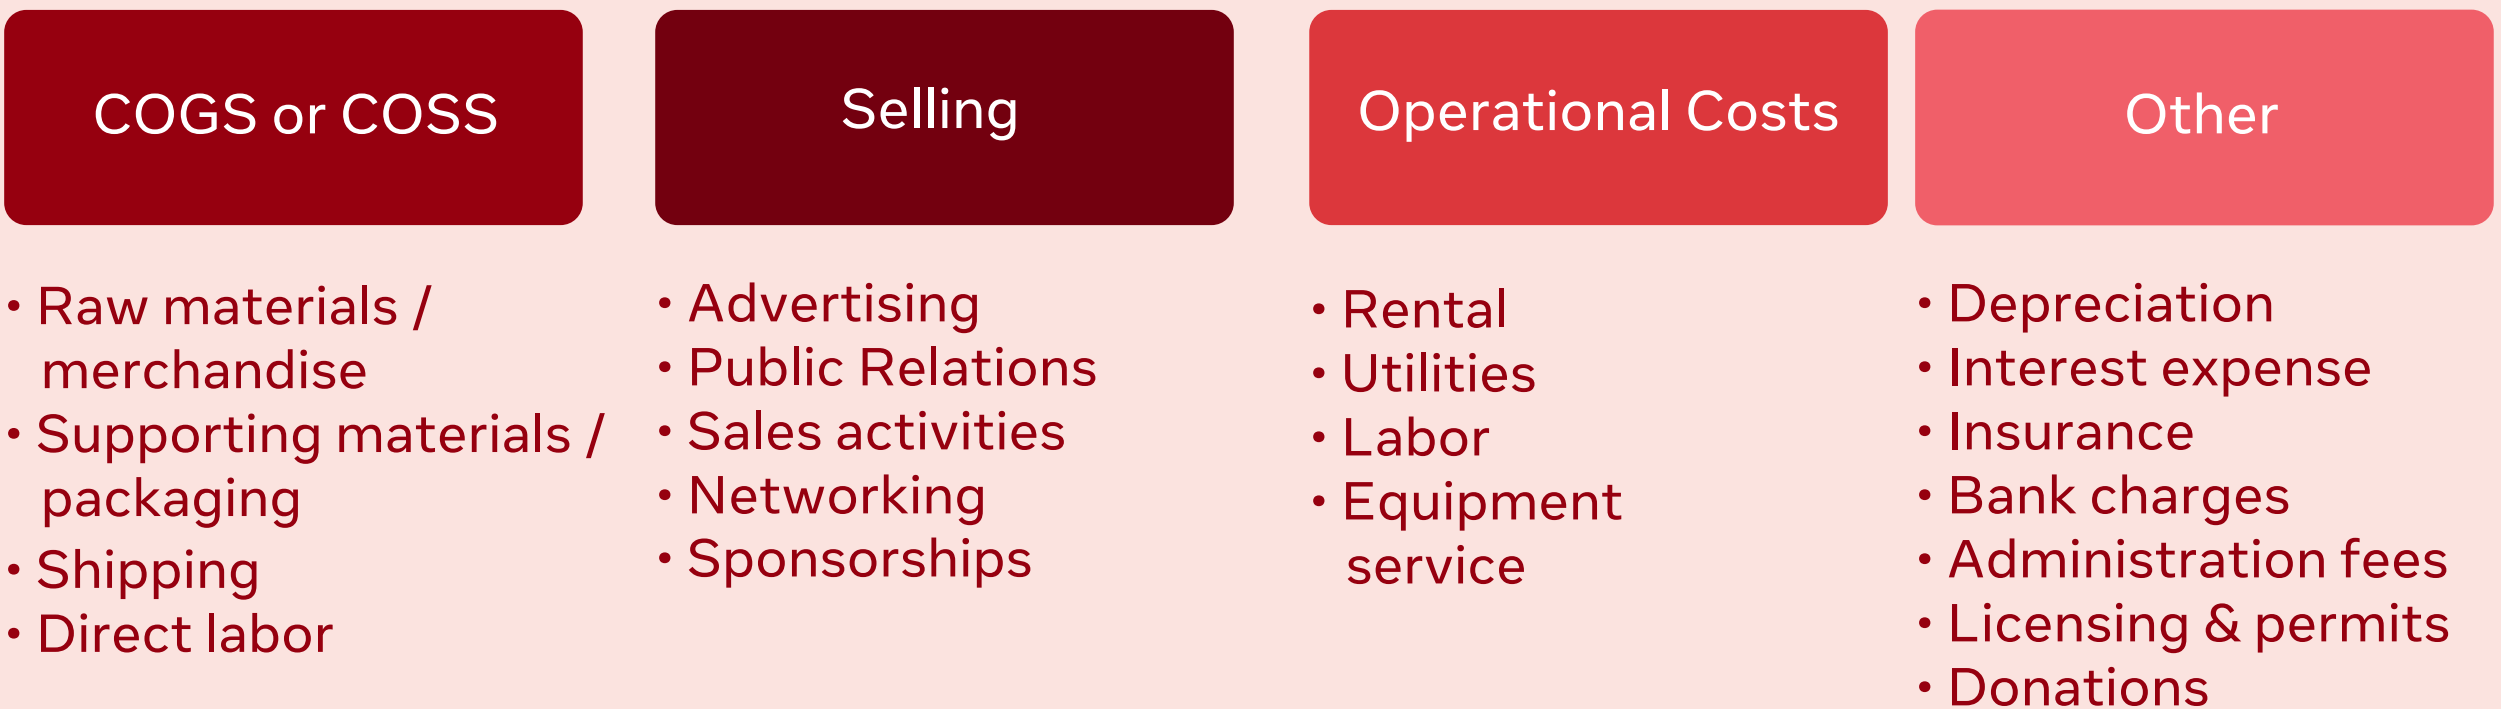 COGS or COSS
• Raw materials /
merchandise
• Supporting materials /
packaging
• Shipping
• Direct labor
Selling
• Advertising
• Public Relations
• Sales activities
• Networking
• Sponsorships
Operational Costs
• Rental
• Utilities
• Labor
• Equipment
service
Other
• Depreciation
• Interest expense
• Insurance
• Bank charges
• Administration fees
• Licensing & permits
• Donations